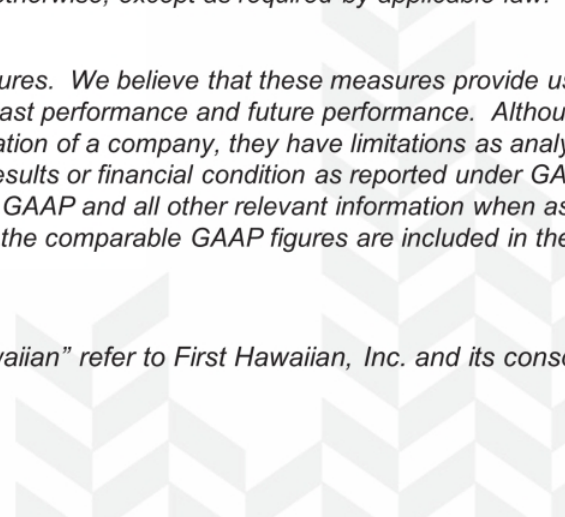 otherwise, except as required by applicable law.
ures. We believe that these measures provide us
ast performance and future performance. Althou
ation of a company, they have limitations as analy
esults or financial condition as reported under GA
GAAP and all other relevant information when as
the comparable GAAP figures are included in the
vaiian” refer to First Hawaiian, Inc. and its conso